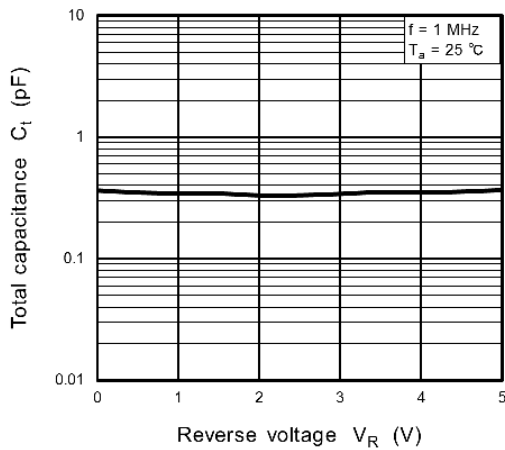 10
f = 1 MHz
Ta = 25 ℃
1
0.1
0.01
Total capacitance Ct (pF)
0 1 2 3 4 5
Reverse voltage VR (V)